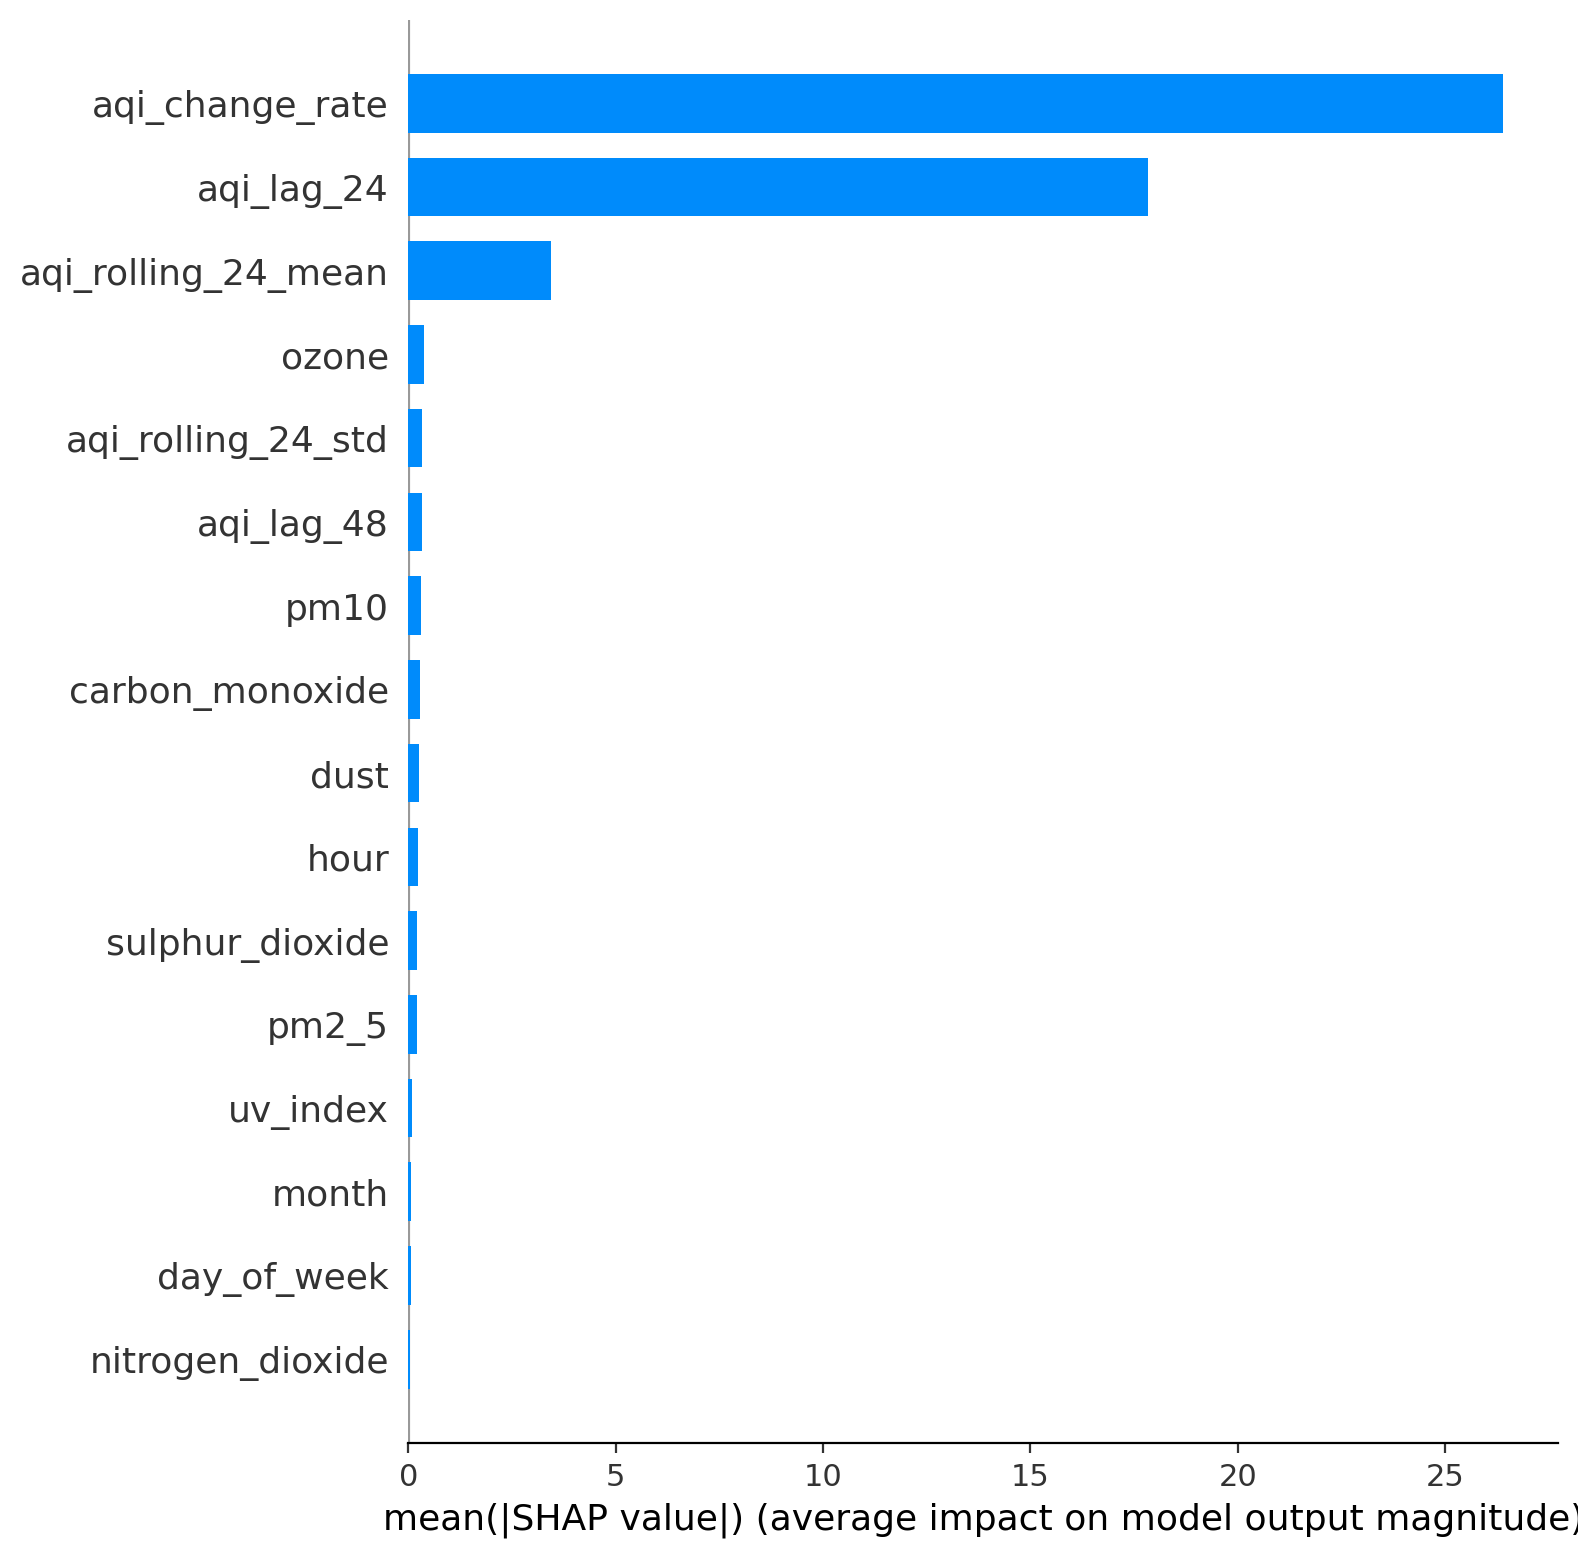 aqi_change_rate
aqi_lag_24
aqi_rolling_24_mean
ozone
aqi_rolling_24_std
aqi_lag_48
pm10
carbon_monoxide
dust
hour
sulphur_dioxide
pm2_5
uv_index
month
day_of_week
nitrogen_dioxide
0 5 10 15 20 25
mean(|SHAP value|) (average impact on model output magnitude)